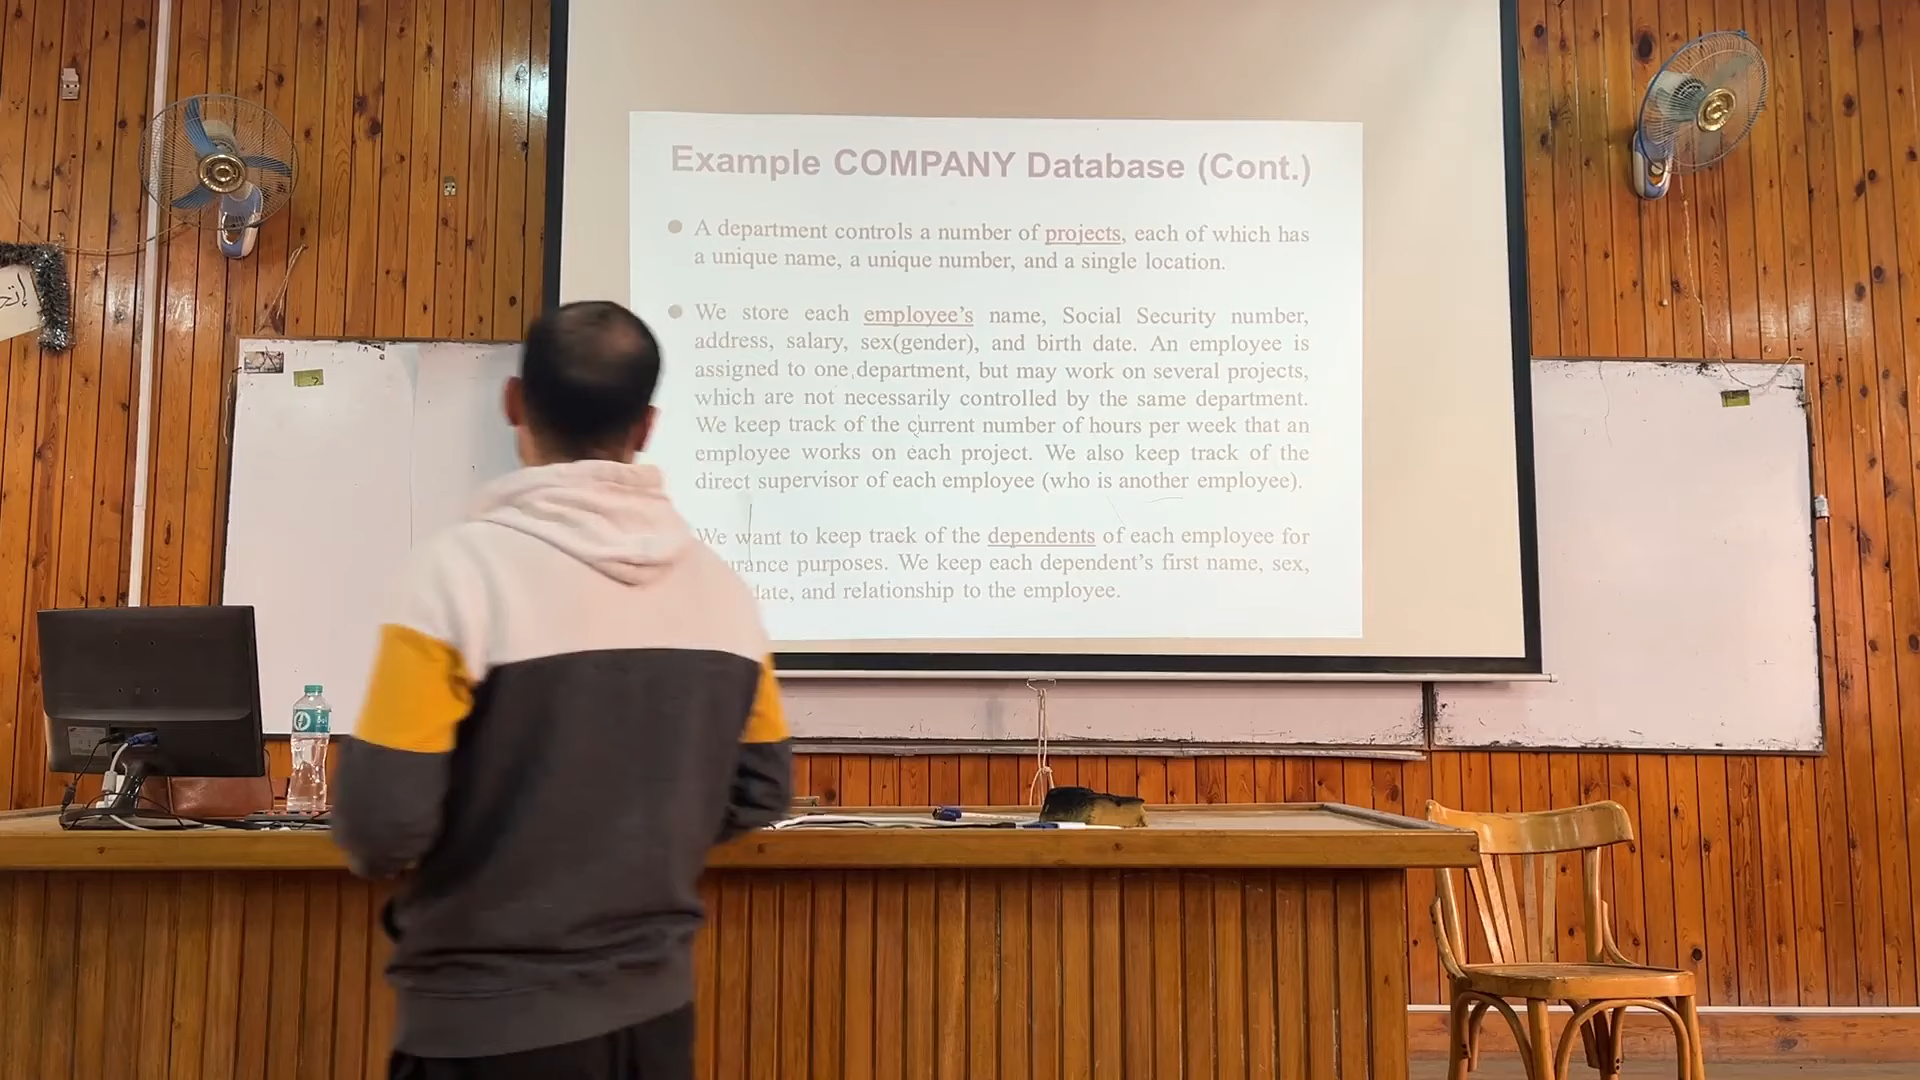 Example COMPANY Database (Cont.)
A department controls a number of projects, each of which has
a unique name, a unique number, and a single location.
We store each employee's name, Social Security number,
address, salary, sex(gender), and birth date. An employee is
assigned to one department, but may work on several projects,
which are not necessarily controlled by the same department.
We keep track of the current number of hours per week that an
employee works on each project. We also keep track of the
direct supervisor of each employee (who is another employee).
We want to keep track of the dependents of each employee for
purposes. We keep each dependent's first name, sex,
and relationship to the employee.